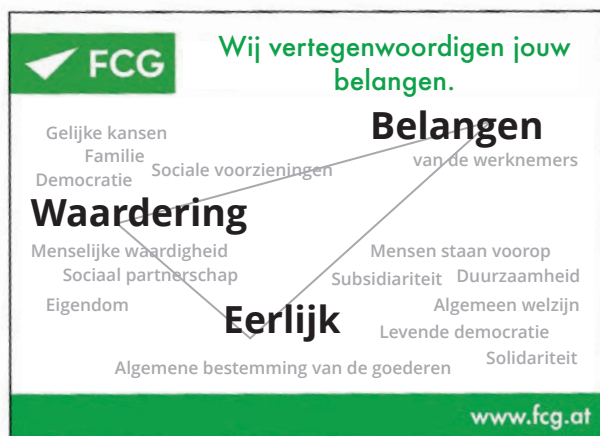 FCG
Wij vertegenwoordigen jouw
belangen.
Belangen
van de werknemers
Gelijke kansen
Familie
Sociale voorzieningen
Democratie
Waardering
Menselijke waardigheid
Sociaal partnerschap
Eigendom
Mensen staan voorop
Subsidiariteit Duurzaamheid
Eerlijk
Algemeen welzijn
Levende democratie
Solidariteit
Algemene bestemming van de goederen
www.fcg.at